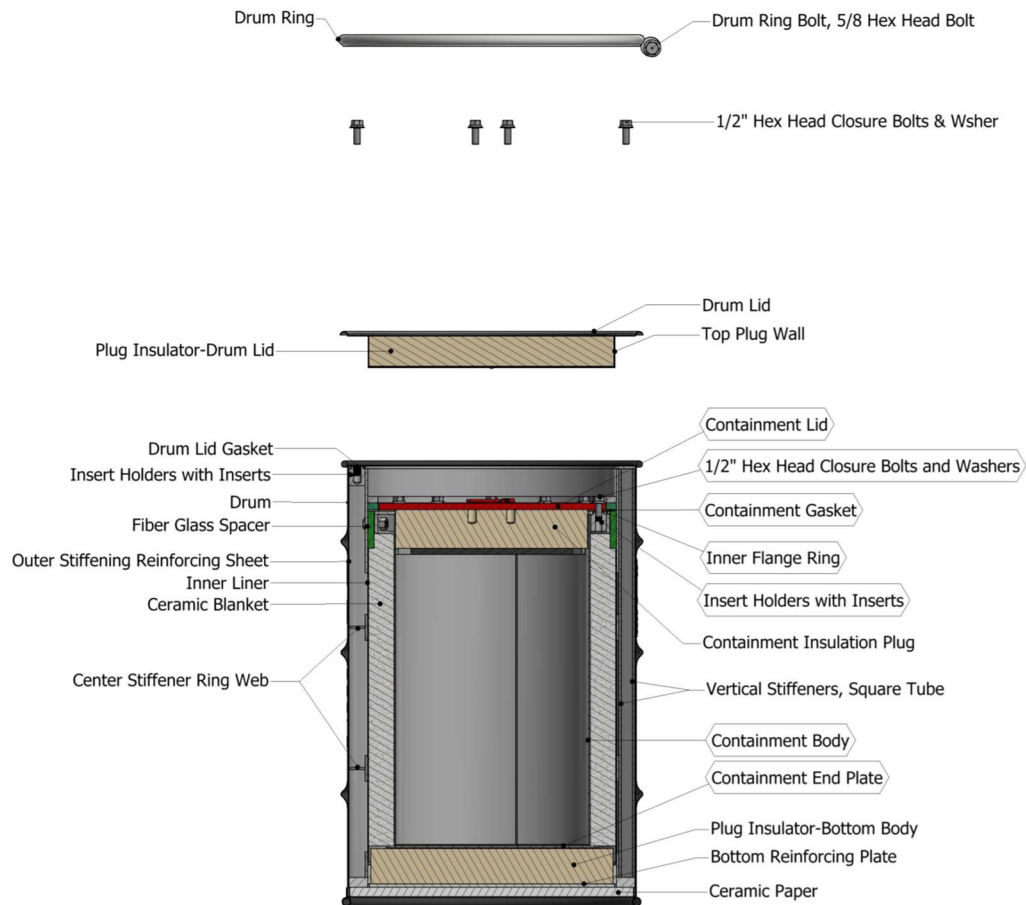 Drum Ring
Drum Ring Bolt, 5/8 Hex Head Bolt
1/2" Hex Head Closure Bolts & Wsher
Drum Lid
Top Plug Wall
Plug Insulator-Drum Lid
Containment Lid
Drum Lid Gasket
1/2" Hex Head Closure Bolts and Washers
Insert Holders with Inserts
Drum
Containment Gasket
Fiber Glass Spacer
Inner Flange Ring
Outer Stiffening Reinforcing Sheet
Inner Liner
Insert Holders with Inserts
Ceramic Blanket
Containment Insulation Plug
Center Stiffener Ring Web
Vertical Stiffeners, Square Tube
Containment Body
Containment End Plate
Plug Insulator-Bottom Body
Bottom Reinforcing Plate
Ceramic Paper